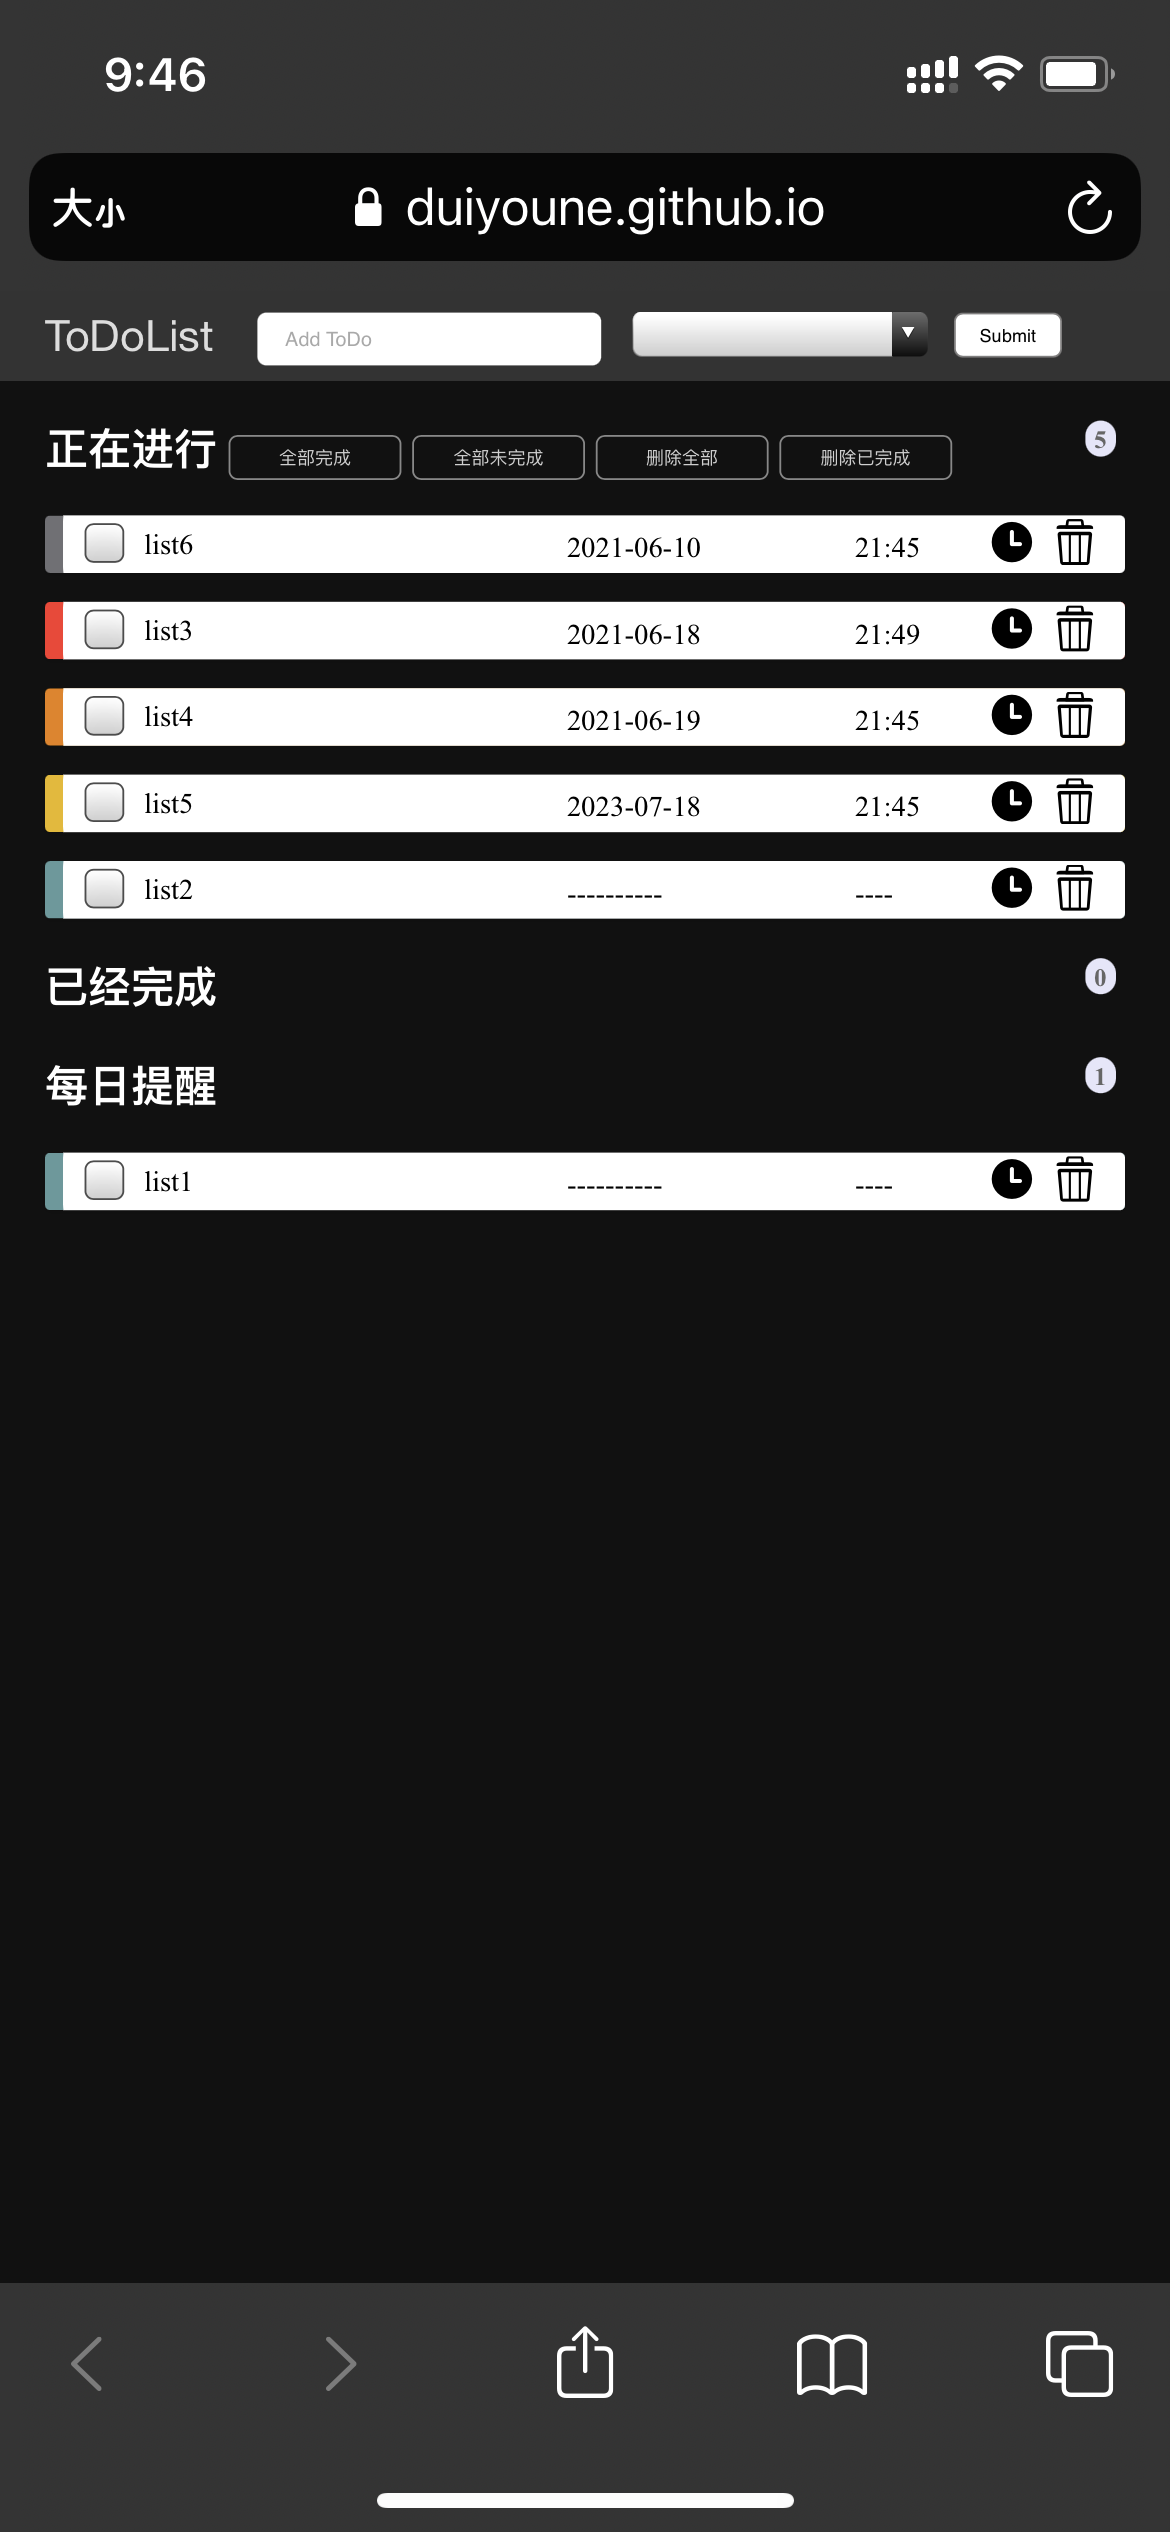 9:46
大小 duiyoune.github.io
ToDoList Add ToDo Submit
正在进行 全部完成 全部未完成 删除全部 删除已完成 5
list6 2021-06-10 21:45
list3 2021-06-18 21:49
list4 2021-06-19 21:45
list5 2023-07-18 21:45
list2 ---------- ----
已经完成 0
每日提醒 1
list1 ---------- ----